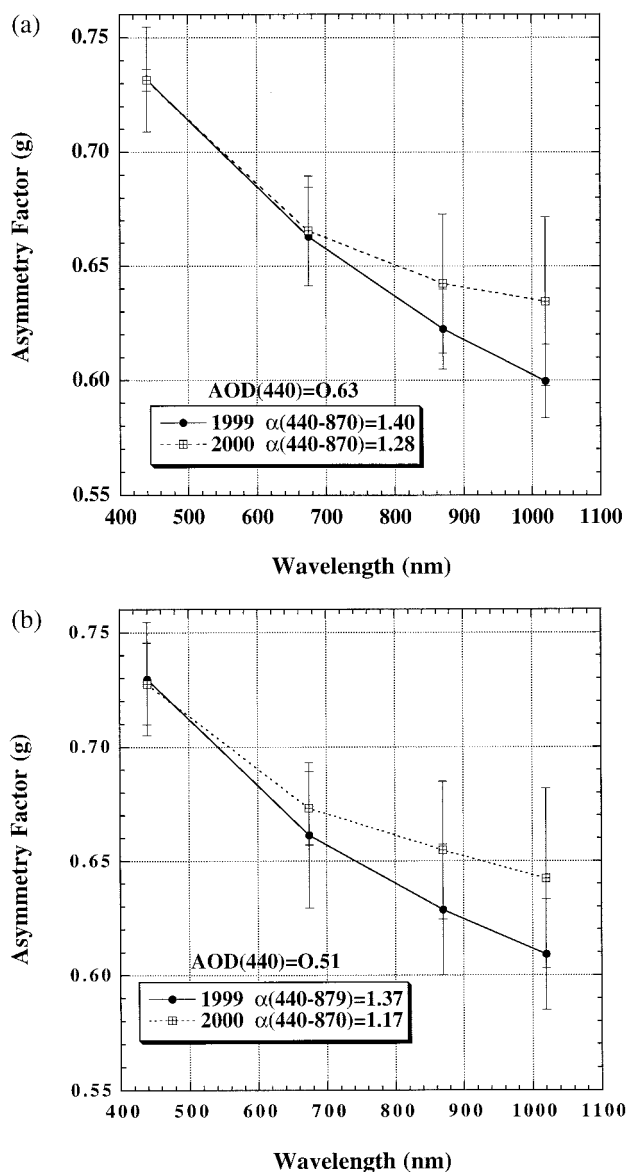 (a)
0.75
0.70
0.65
0.60
0.55
Asymmetry Factor (g)
AOD(440)=O.63
1999 α(440-870)=1.40
2000 α(440-870)=1.28
400 500 600 700 800 900 1000 1100
Wavelength (nm)
(b)
0.75
0.70
0.65
0.60
0.55
Asymmetry Factor (g)
AOD(440)=O.51
1999 α(440-879)=1.37
2000 α(440-870)=1.17
400 500 600 700 800 900 1000 1100
Wavelength (nm)